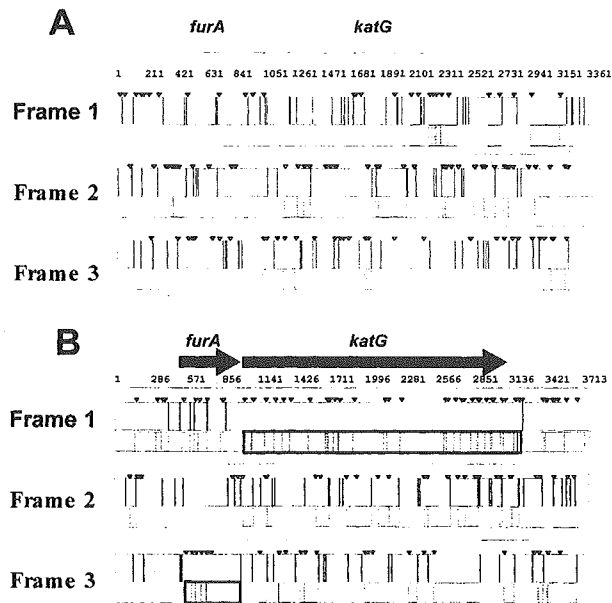 A
furA katG
1 211 421 631 841 1051 1261 1471 1681 1891 2101 2311 2521 2731 2941 3151 3361
Frame 1
Frame 2
Frame 3
B
furA katG
1 286 571 856 1141 1426 1711 1996 2281 2566 2851 3136 3421 3713
Frame 1
Frame 2
Frame 3